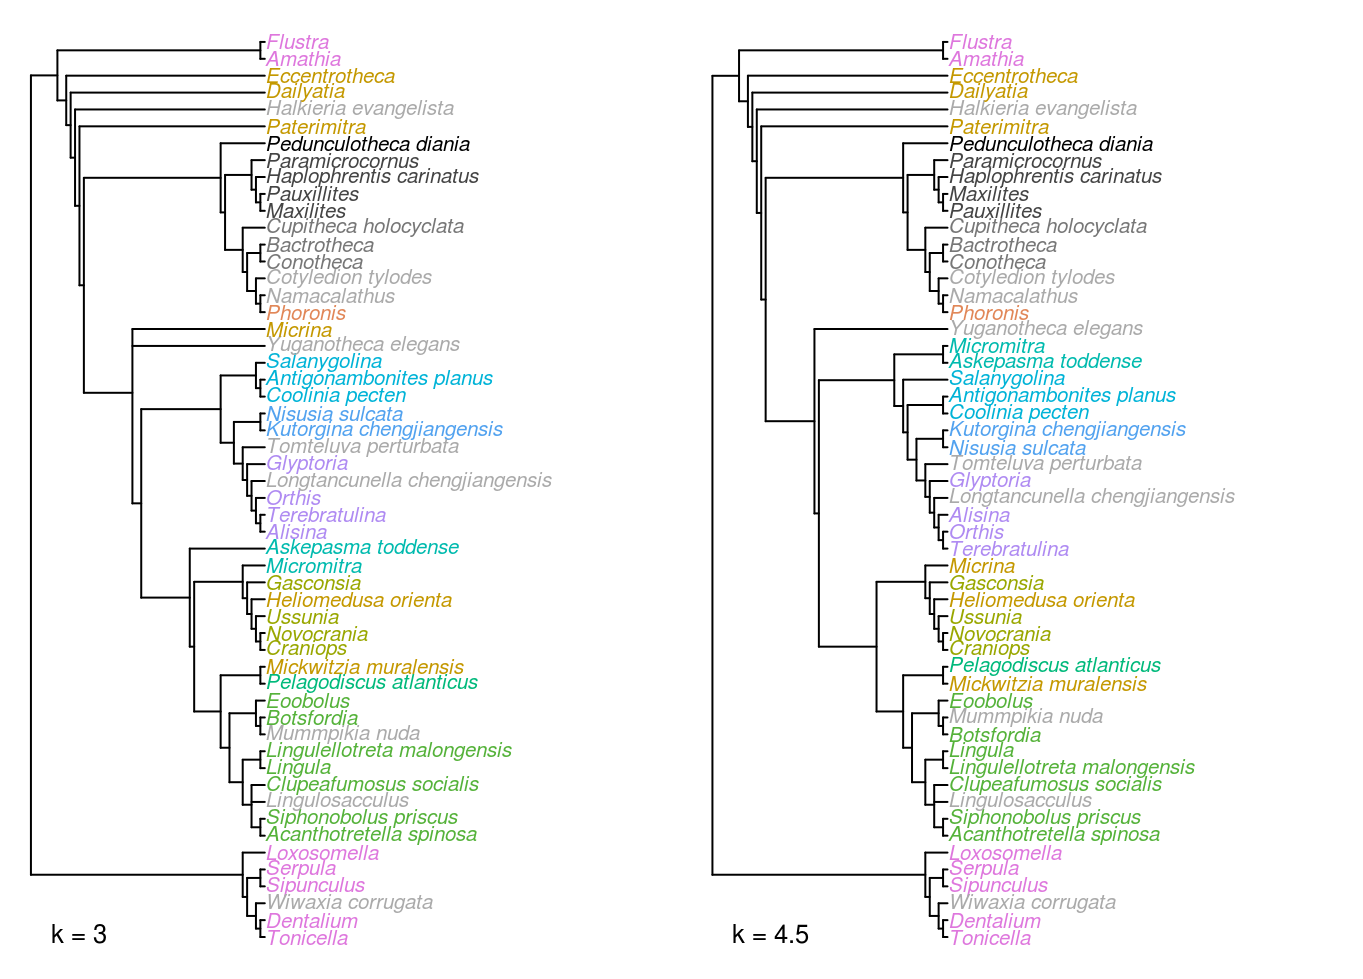 Flustra
Amathia
Eccentrotheca
Dailyatia
Halkieria evangelista
Paterimitra
Pedunculotheca diania
Paramicrocornus
Haplophrentis carinatus
Pauxillites
Maxilites
Cupitheca holocyclata
Bactrotheca
Conotheca
Cotyledion tylodes
Namacalathus
Phoronis
Micrina
Yuganotheca elegans
Salanygolina
Antigonambonites planus
Coolinia pecten
Nisusia sulcata
Kutorgina chengjiangensis
Tomteluva perturbata
Glyptoria
Longtancunella chengjiangensis
Orthis
Terebratulina
Alisina
Askepasma toddense
Micromitra
Gasconsia
Heliomedusa orienta
Ussunia
Novocrania
Craniops
Mickwitzia muralensis
Pelagodiscus atlanticus
Eoobolus
Botsfordia
Mummpikia nuda
Lingulellotreta malongensis
Lingula
Clupeafumosus socialis
Lingulosacculus
Siphonobolus priscus
Acanthotretella spinosa
Loxosomella
Serpula
Sipunculus
Wiwaxia corrugata
Dentalium
Tonicella
k = 3
Flustra
Amathia
Eccentrotheca
Dailyatia
Halkieria evangelista
Paterimitra
Pedunculotheca diania
Paramicrocornus
Haplophrentis carinatus
Maxilites
Pauxillites
Cupitheca holocyclata
Bactrotheca
Conotheca
Cotyledion tylodes
Namacalathus
Phoronis
Yuganotheca elegans
Micromitra
Askepasma toddense
Salanygolina
Antigonambonites planus
Coolinia pecten
Kutorgina chengjiangensis
Nisusia sulcata
Tomteluva perturbata
Glyptoria
Longtancunella chengjiangensis
Alisina
Orthis
Terebratulina
Micrina
Gasconsia
Heliomedusa orienta
Ussunia
Novocrania
Craniops
Pelagodiscus atlanticus
Mickwitzia muralensis
Eoobolus
Mummpikia nuda
Botsfordia
Lingula
Lingulellotreta malongensis
Clupeafumosus socialis
Lingulosacculus
Siphonobolus priscus
Acanthotretella spinosa
Loxosomella
Serpula
Sipunculus
Wiwaxia corrugata
Dentalium
Tonicella
k = 4.5